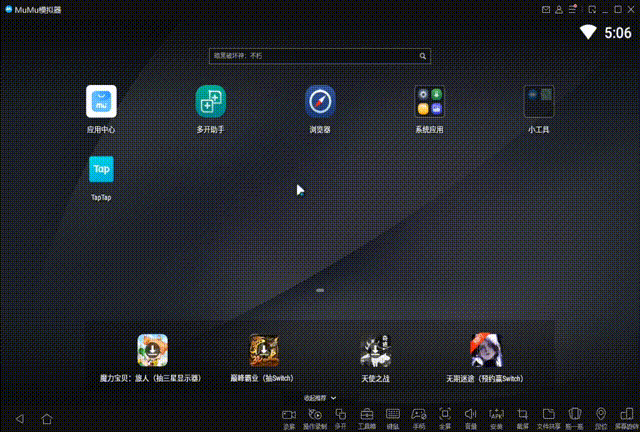 MuMu模拟器
5:06
暗黑破坏神：不朽
mu
应用中心
多开助手
浏览器
系统应用
小工具
Tap
TapTap
魔力宝贝：旅人（抽三星显示器）
巅峰霸业（抽Switch）
天使之战
无期迷途（预约赢Switch）
收起推荐
录屏
操作录制
多开
工具箱
键鼠
手柄
全屏
音量
APK
安装
截屏
文件共享
摇一摇
定位
屏幕旋转